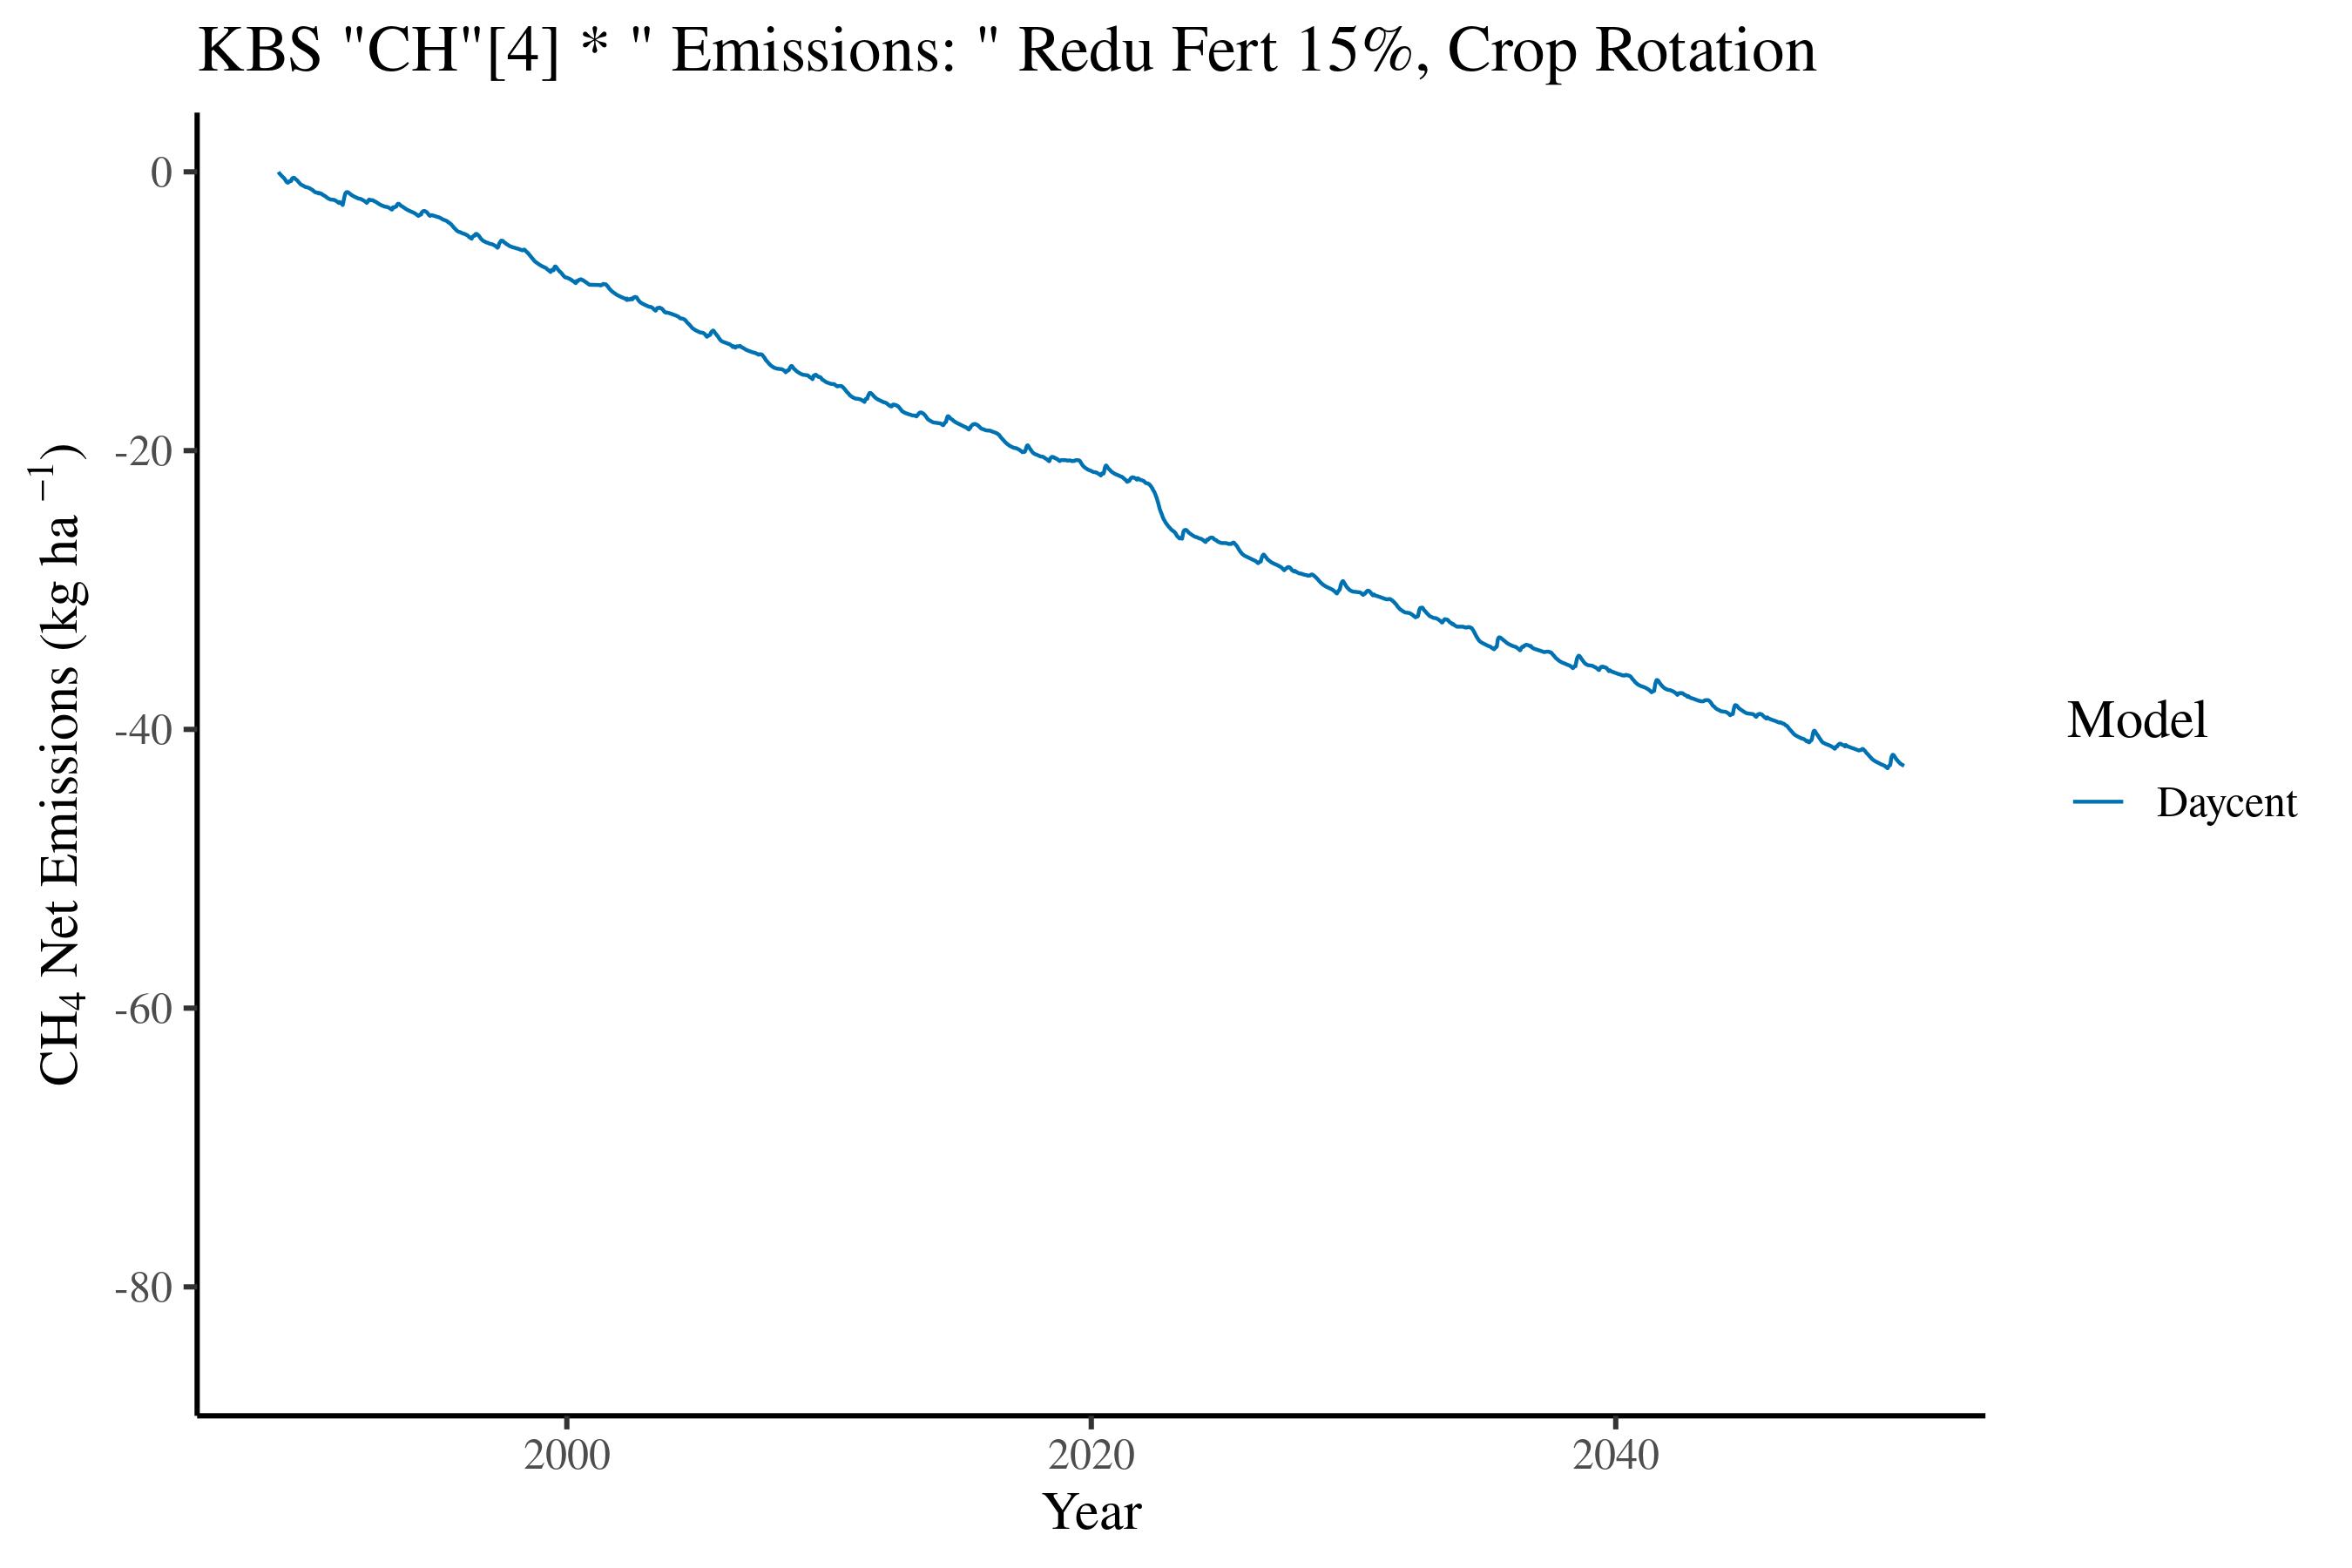 KBS "CH"[4] * " Emissions: " Redu Fert 15%, Crop Rotation
CH₄ Net Emissions (kg ha ⁻¹)
0
-20
-40
-60
-80
2000
2020
2040
Year
Model
Daycent